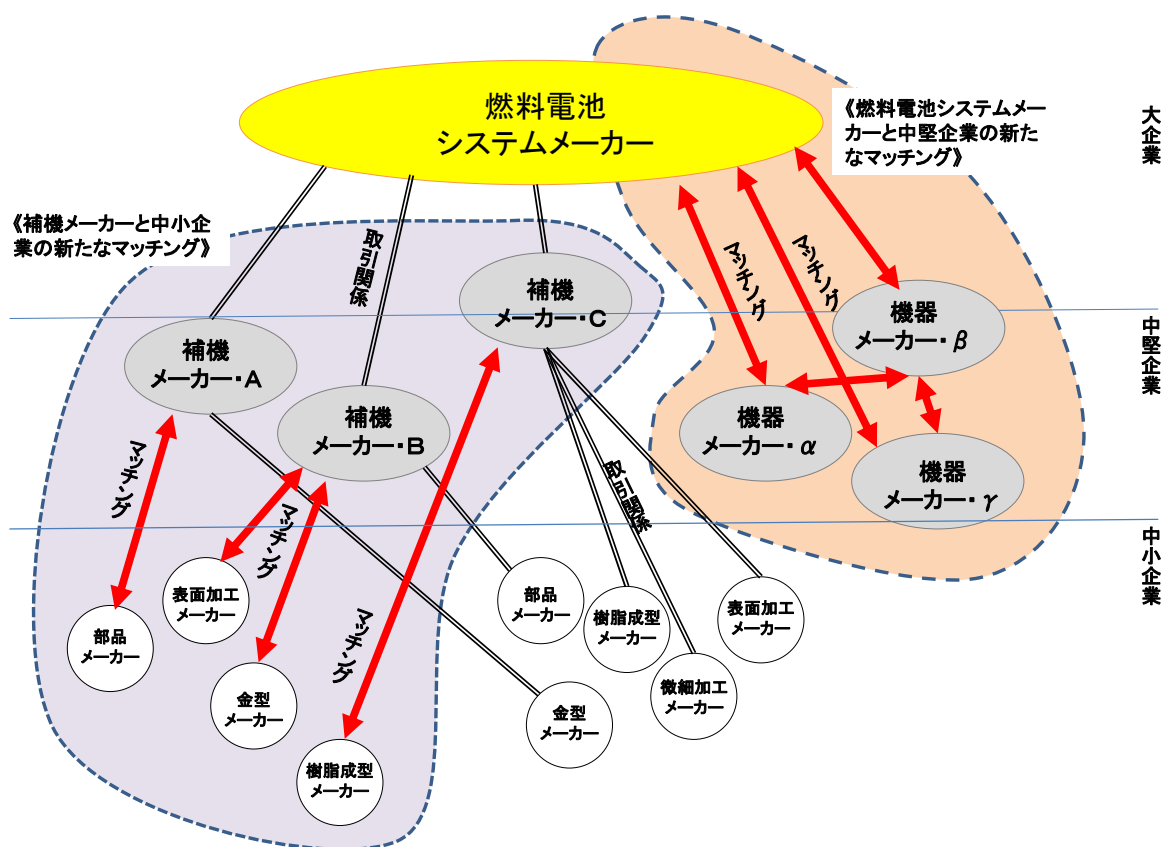 燃料電池
システムメーカー
《燃料電池システムメー
カーと中堅企業の新た
なマッチング》
大企業
《補機メーカーと中小企
業の新たなマッチング》
取引関係
マッチング
マッチング
補機
メーカー・C
機器
メーカー・β
中堅企業
補機
メーカー・A
補機
メーカー・B
機器
メーカー・α
機器
メーカー・γ
マッチング
取引関係
マッチング
中小企業
表面加工
メーカー
部品
メーカー
表面加工
メーカー
樹脂成型
メーカー
部品
メーカー
マッチング
微細加工
メーカー
金型
メーカー
金型
メーカー
樹脂成型
メーカー